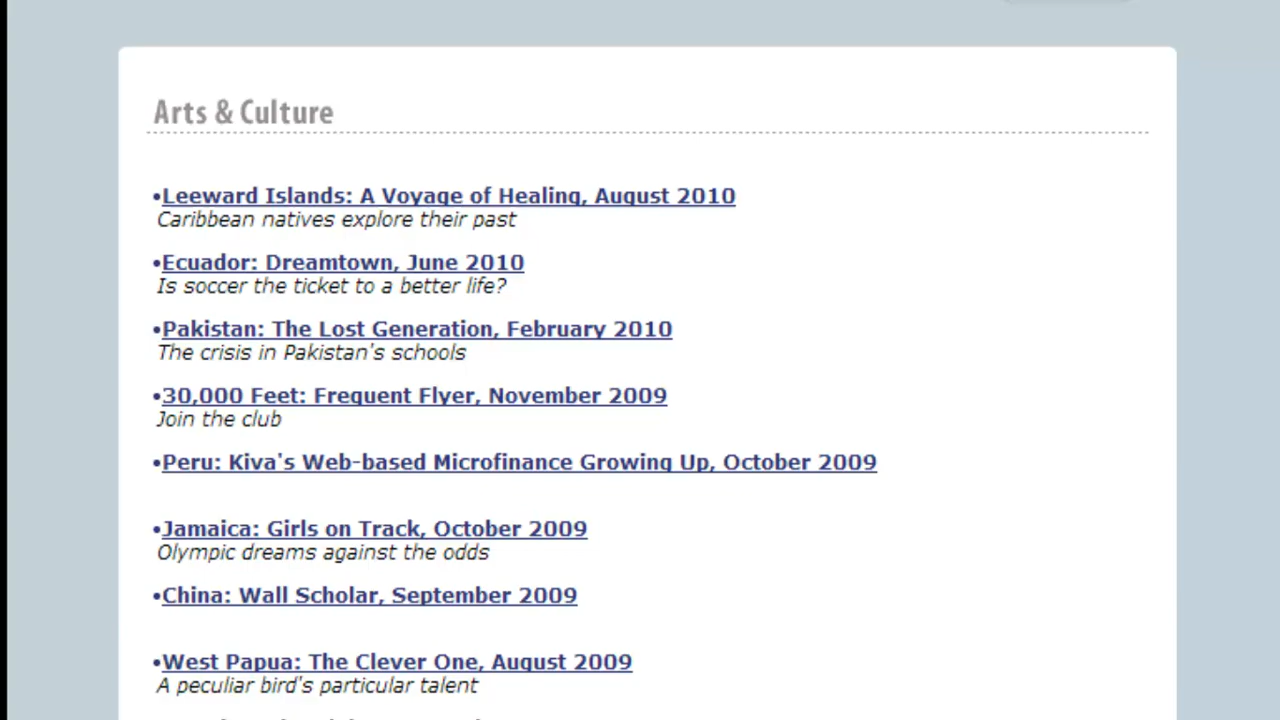 Arts & Culture
•Leeward Islands: A Voyage of Healing, August 2010
Caribbean natives explore their past
•Ecuador: Dreamtown, June 2010
Is soccer the ticket to a better life?
•Pakistan: The Lost Generation, February 2010
The crisis in Pakistan's schools
•30,000 Feet: Frequent Flyer, November 2009
Join the club
•Peru: Kiva's Web-based Microfinance Growing Up, October 2009
•Jamaica: Girls on Track, October 2009
Olympic dreams against the odds
•China: Wall Scholar, September 2009
•West Papua: The Clever One, August 2009
A peculiar bird's particular talent